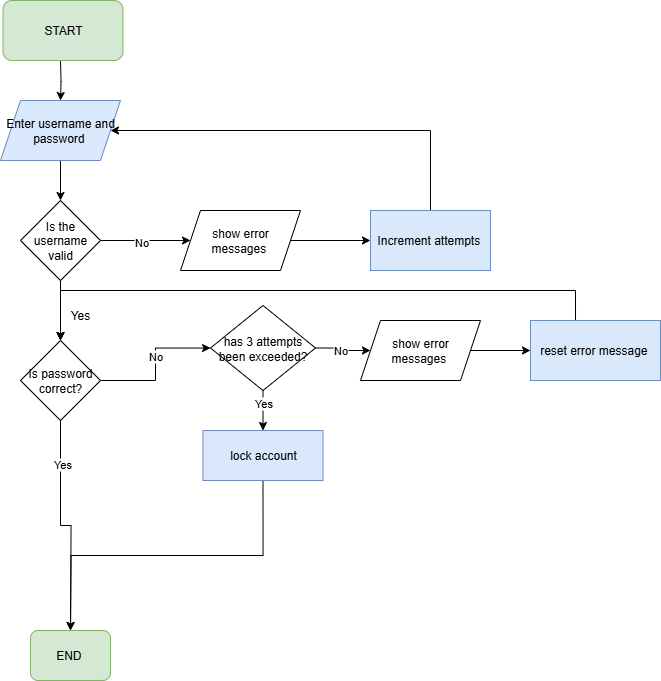 START
Enter username and
password
Is the
username
valid
No
show error
messages
Increment attempts
Yes
Is password
correct?
No
has 3 attempts
been exceeded?
No
show error
messages
reset error message
Yes
lock account
Yes
END